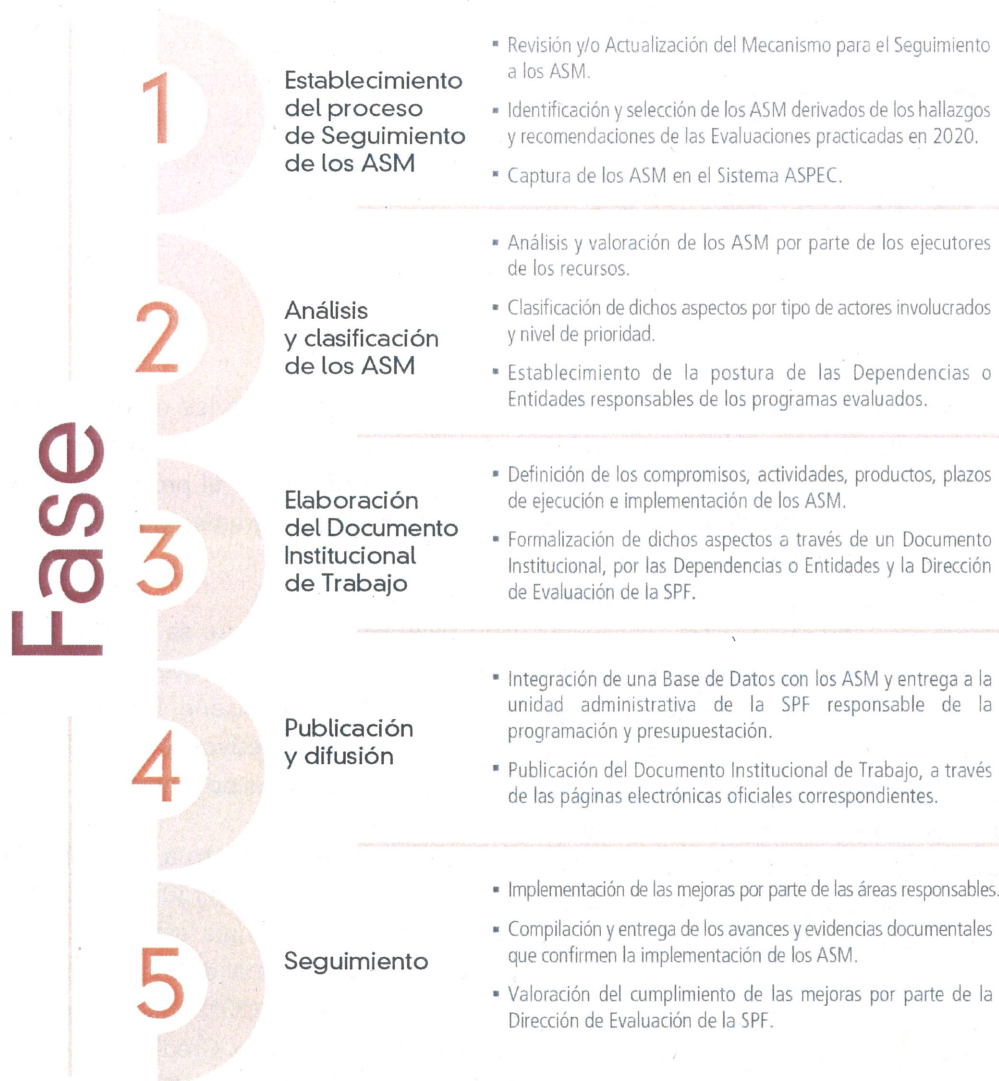 Fase
1
Establecimiento
del proceso
de Seguimiento
de los ASM
▪ Revisión y/o Actualización del Mecanismo para el Seguimiento
a los ASM.
▪ Identificación y selección de los ASM derivados de los hallazgos
y recomendaciones de las Evaluaciones practicadas en 2020.
▪ Captura de los ASM en el Sistema ASPEC.
2
Análisis
y clasificación
de los ASM
▪ Análisis y valoración de los ASM por parte de los ejecutores
de los recursos.
▪ Clasificación de dichos aspectos por tipo de actores involucrados
y nivel de prioridad.
▪ Establecimiento de la postura de las Dependencias o
Entidades responsables de los programas evaluados.
3
Elaboración
del Documento
Institucional
de Trabajo
▪ Definición de los compromisos, actividades, productos, plazos
de ejecución e implementación de los ASM.
▪ Formalización de dichos aspectos a través de un Documento
Institucional, por las Dependencias o Entidades y la Dirección
de Evaluación de la SPF.
4
Publicación
y difusión
▪ Integración de una Base de Datos con los ASM y entrega a la
unidad administrativa de la SPF responsable de la
programación y presupuestación.
▪ Publicación del Documento Institucional de Trabajo, a través
de las páginas electrónicas oficiales correspondientes.
5
Seguimiento
▪ Implementación de las mejoras por parte de las áreas responsables.
▪ Compilación y entrega de los avances y evidencias documentales
que confirmen la implementación de los ASM.
▪ Valoración del cumplimiento de las mejoras por parte de la
Dirección de Evaluación de la SPF.